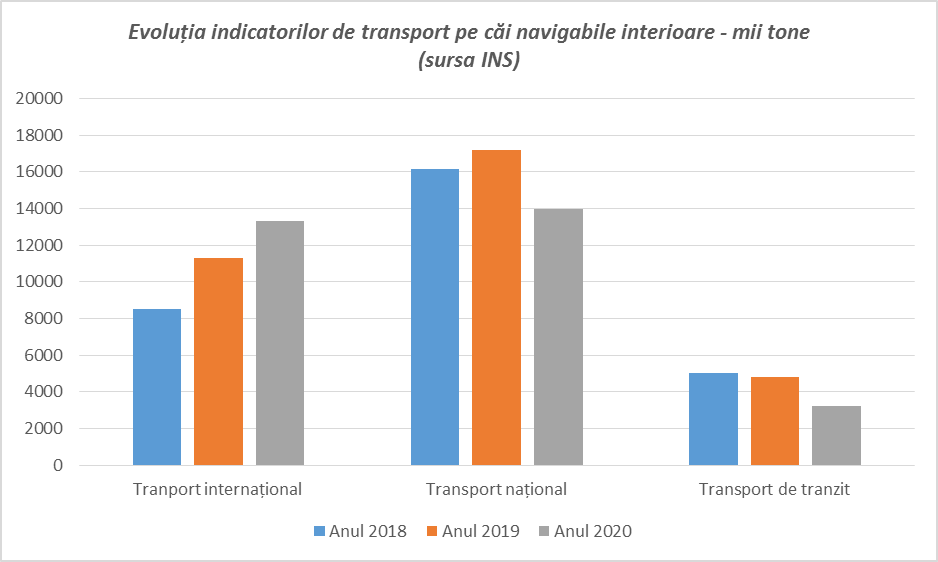 Evoluția indicatorilor de transport pe căi navigabile interioare - mii tone
(sursa INS)
20000
18000
16000
14000
12000
10000
8000
6000
4000
2000
0
Tranport internațional
Transport național
Transport de tranzit
Anul 2018
Anul 2019
Anul 2020